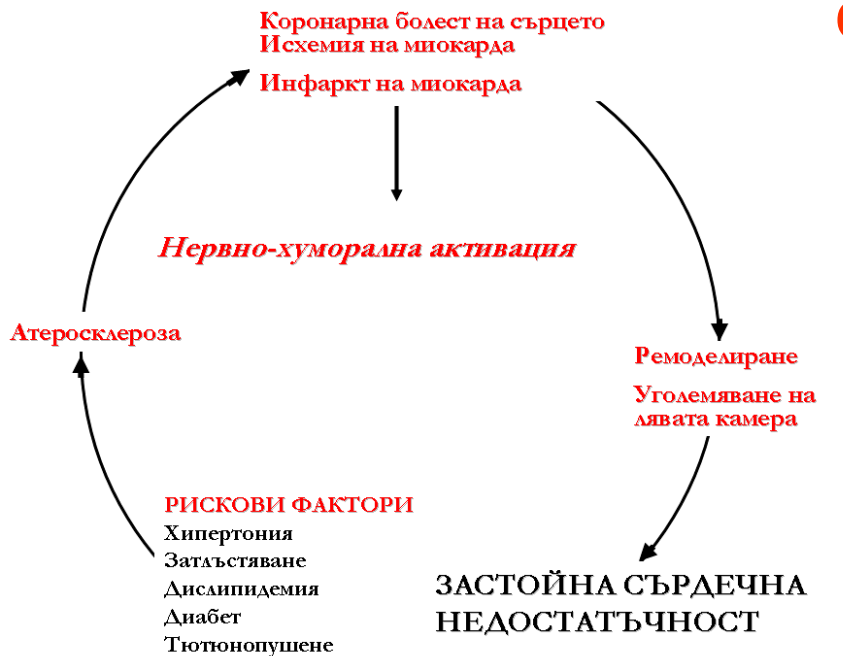 Коронарна болест на сърцето
Исхемия на миокарда
Инфаркт на миокарда
Нервно-хуморална активация
Атеросклероза
Ремоделиране
Уголемяване на
лявата камера
РИСКОВИ ФАКТОРИ
Хипертония
Затлъстяване
Дислипидемия
Диабет
Тютюнопушене
ЗАСТОЙНА СЪРДЕЧНА
НЕДОСТАТЪЧНОСТ